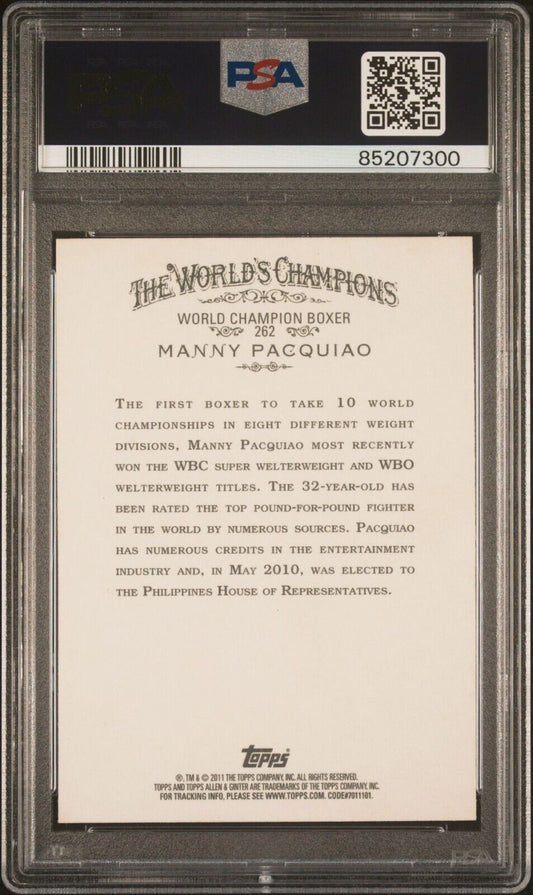 PSA
85207300
THE WORLD'S CHAMPIONS
WORLD CHAMPION BOXER
262
MANNY PACQUIAO
THE FIRST BOXER TO TAKE 10 WORLD
CHAMPIONSHIPS IN EIGHT DIFFERENT WEIGHT
DIVISIONS, MANNY PACQUIAO MOST RECENTLY
WON THE WBC SUPER WELTERWEIGHT AND WBO
WELTERWEIGHT TITLES. THE 32-YEAR-OLD HAS
BEEN RATED THE TOP POUND-FOR-POUND FIGHTER
IN THE WORLD BY NUMEROUS SOURCES. PACQUIAO
HAS NUMEROUS CREDITS IN THE ENTERTAINMENT
INDUSTRY AND, IN MAY 2010, WAS ELECTED TO
THE PHILIPPINES HOUSE OF REPRESENTATIVES.
Topps
®, TM & © 2011 THE TOPPS COMPANY, INC. ALL RIGHTS RESERVED.
TOPPS AND TOPPS ALLEN & GINTER ARE TRADEMARKS OF THE TOPPS COMPANY, INC.
FOR TRACKING INFO, PLEASE SEE WWW.TOPPS.COM. CODE#7011101.
PSA